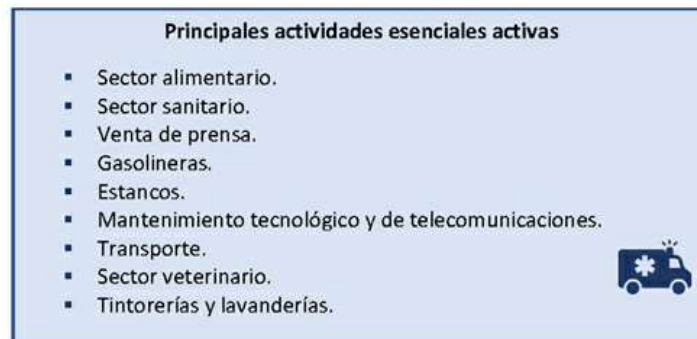 Principales actividades esenciales activas
▪ Sector alimentario.
▪ Sector sanitario.
▪ Venta de prensa.
▪ Gasolineras.
▪ Estancos.
▪ Mantenimiento tecnológico y de telecomunicaciones.
▪ Transporte.
▪ Sector veterinario.
▪ Tintorerías y lavanderías.